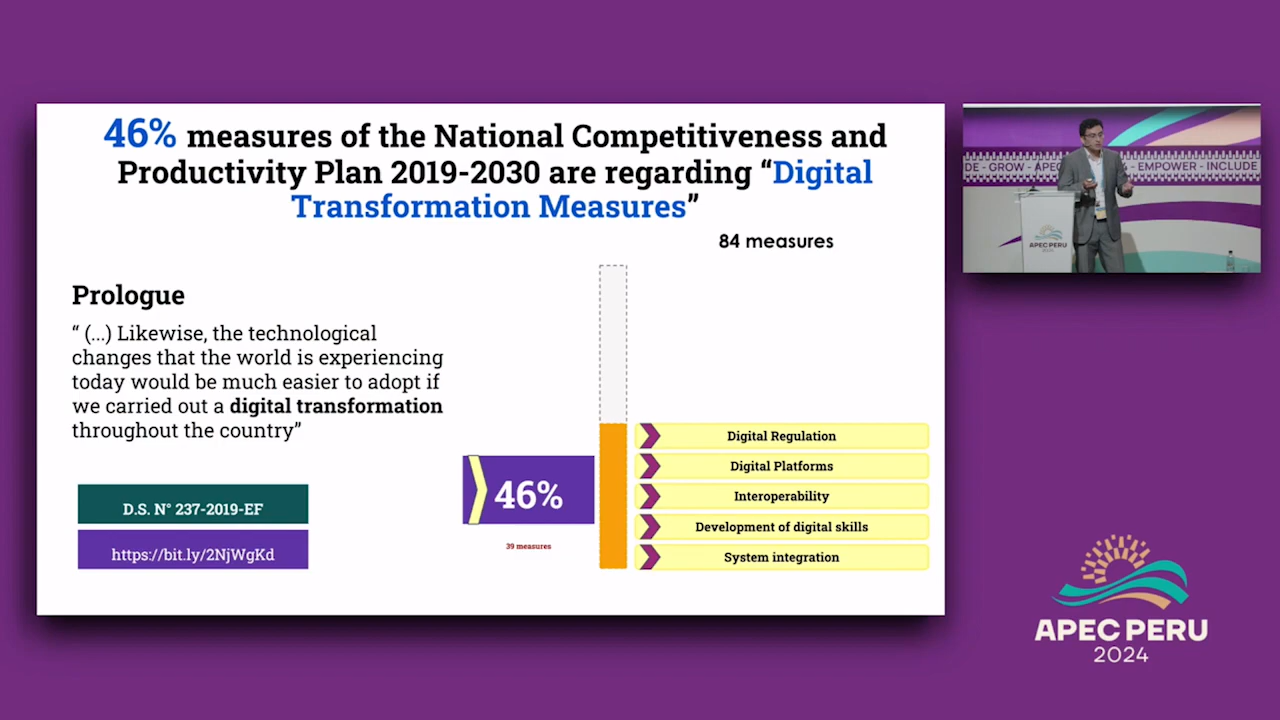 46% measures of the National Competitiveness and
Productivity Plan 2019-2030 are regarding “Digital
Transformation Measures”
84 measures
Prologue
“ (...) Likewise, the technological
changes that the world is experiencing
today would be much easier to adopt if
we carried out a digital transformation
throughout the country”
D.S. N° 237-2019-EF
https://bit.ly/2NjWgKd
46%
39 measures
Digital Regulation
Digital Platforms
Interoperability
Development of digital skills
System integration
DE - GROW - APEC - EMPOWER - INCLUDE
APEC PERU
2024
APEC PERU
2024